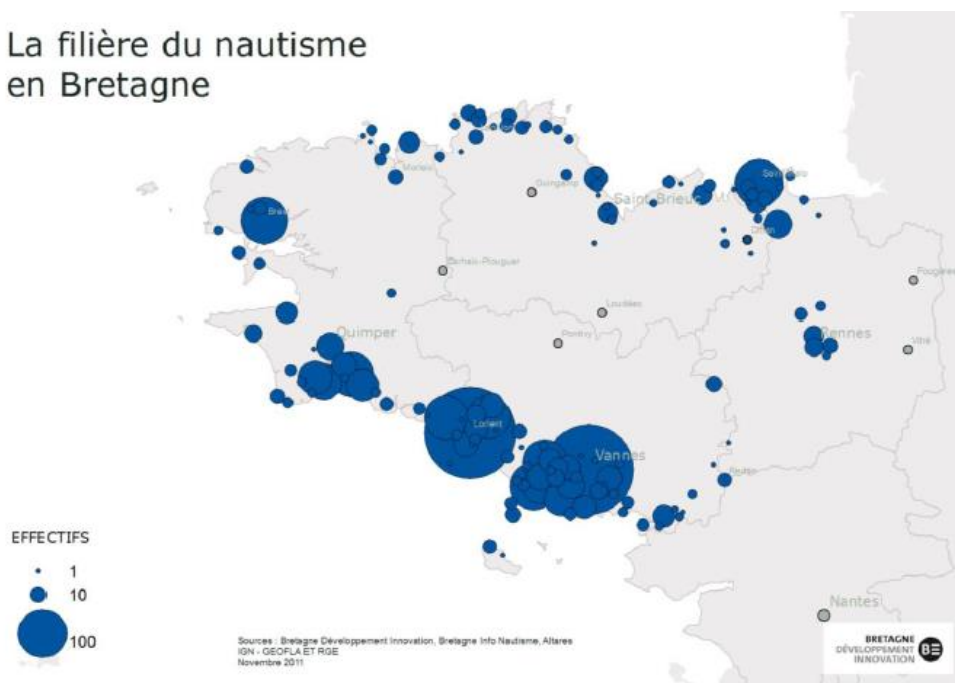 La filière du nautisme
en Bretagne
Saint-Malo
Morlaix
Guingamp
Saint-Brieuc
Brest
Dinan
Carhaix-Plouguer
Fougères
Loudéac
Quimper
Rennes
Pontivy
Vitré
Lorient
Vannes
Redon
EFFECTIFS
1
10
100
Nantes
Sources : Bretagne Développement Innovation, Bretagne Info Nautisme, Altares
IGN - GEOFLA ET RGE
Novembre 2011
BRETAGNE
DÉVELOPPEMENT
INNOVATION